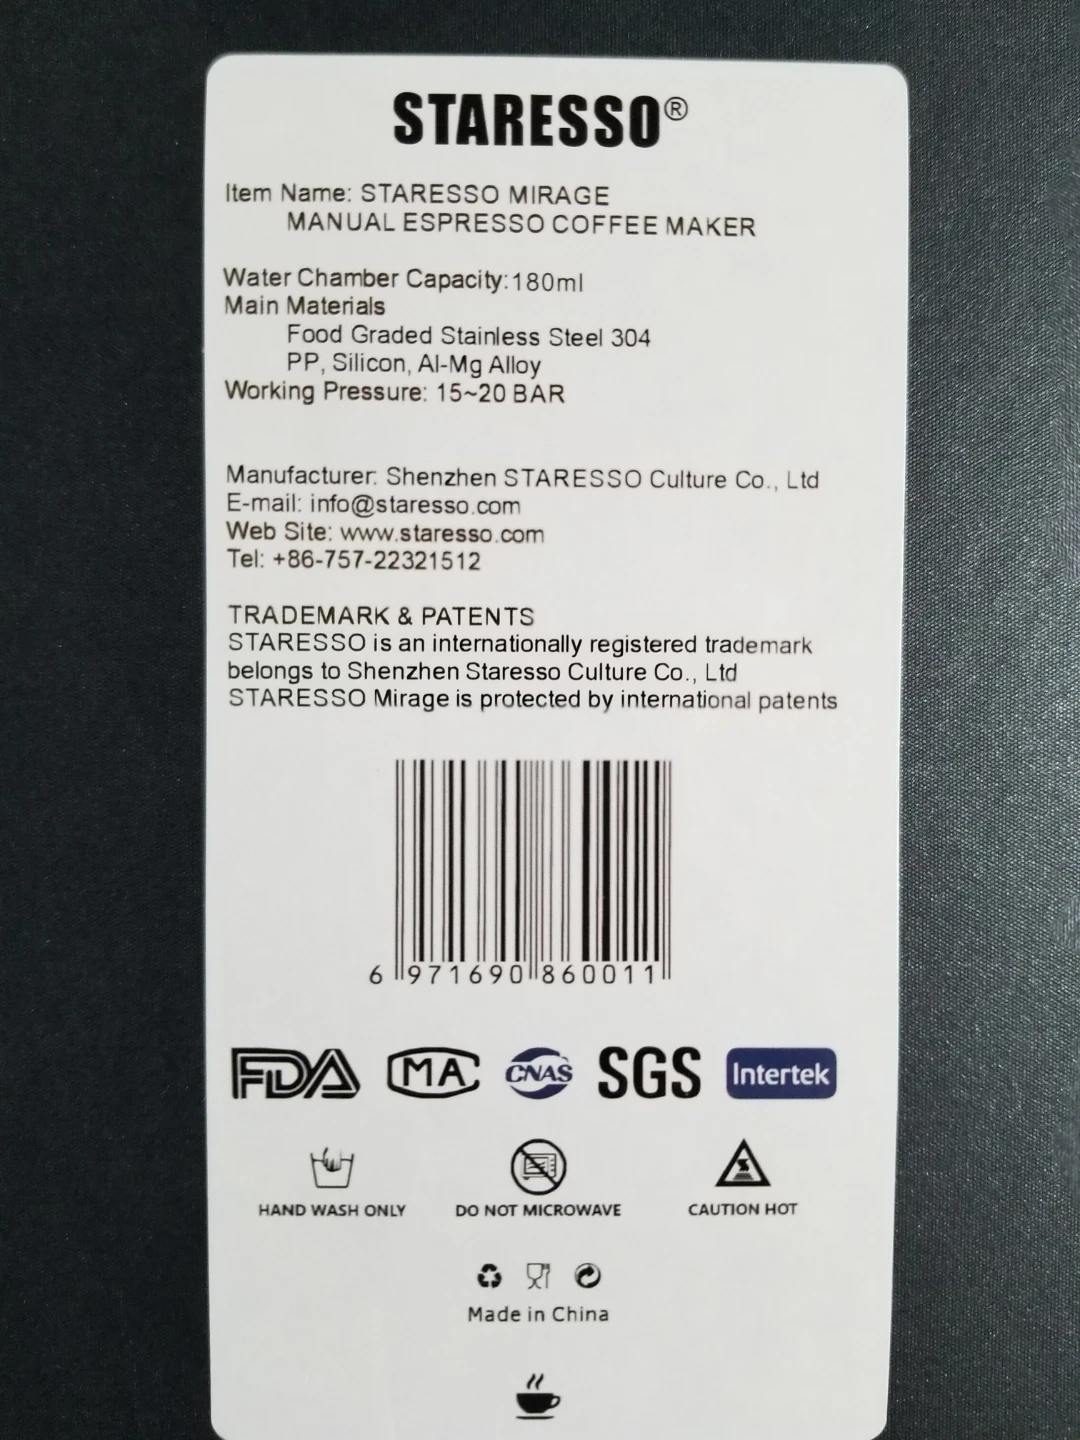 STARESSO®
Item Name: STARESSO MIRAGE
MANUAL ESPRESSO COFFEE MAKER
Water Chamber Capacity:180ml
Main Materials
Food Graded Stainless Steel 304
PP, Silicon, Al-Mg Alloy
Working Pressure: 15~20 BAR
Manufacturer: Shenzhen STARESSO Culture Co., Ltd
E-mail: info@staresso.com
Web Site: www.staresso.com
Tel: +86-757-22321512
TRADEMARK & PATENTS
STARESSO is an internationally registered trademark
belongs to Shenzhen Staresso Culture Co., Ltd
STARESSO Mirage is protected by international patents
6 971690 860011
FDA MA CNAS SGS Intertek
HAND WASH ONLY DO NOT MICROWAVE CAUTION HOT
Made in China